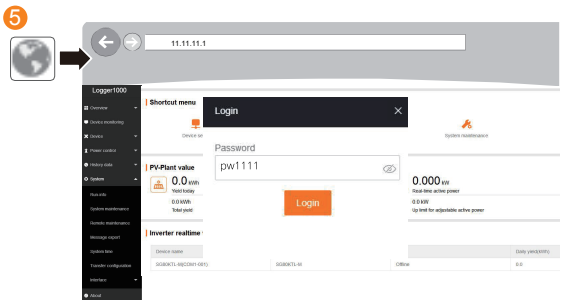 5
11.11.11.1
Logger1000
Overview
Device monitoring
Device
Power control
History data
System
Run info
System maintenance
Remote maintenance
Message export
System time
Transfer configuration
Interface
About
Shortcut menu
Device se
System maintenance
Login
Password
pw1111
Login
PV-Plant value
0.0 kWh
Yield today
0.0 kWh
Total yield
0.000 kW
Real-time active power
0.0 kW
Up limit for adjustable active power
Inverter realtime
Device name
Daily yield(kWh)
SG80KTL-M
Offline
0.0